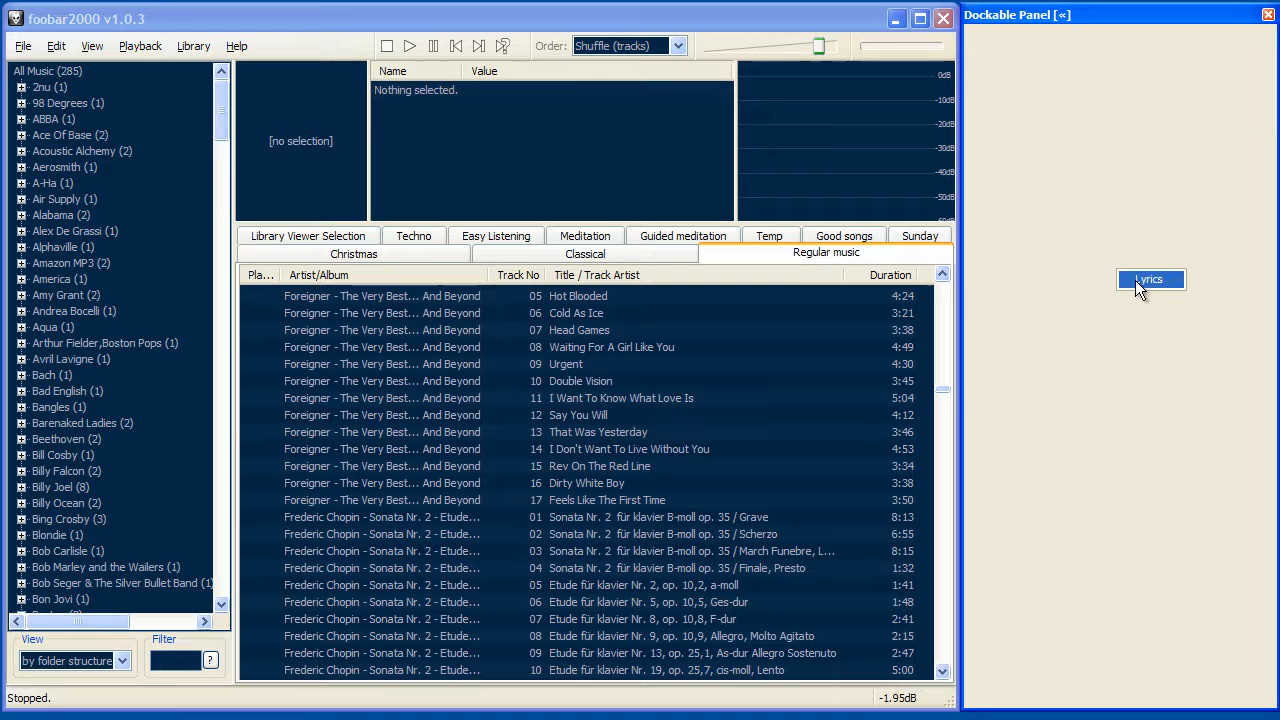 foobar2000 v1.0.3
Dockable Panel [«]
File Edit View Playback Library Help
Order: Shuffle (tracks)
All Music (285)
2nu (1)
98 Degrees (1)
ABBA (1)
Ace Of Base (2)
Acoustic Alchemy (2)
Aerosmith (1)
A-Ha (1)
Air Supply (1)
Alabama (2)
Alex De Grassi (1)
Alphaville (1)
Amazon MP3 (2)
America (1)
Amy Grant (2)
Andrea Bocelli (1)
Aqua (1)
Arthur Fielder,Boston Pops (1)
Avril Lavigne (1)
Bach (1)
Bad English (1)
Bangles (1)
Barenaked Ladies (2)
Beethoven (2)
Bill Cosby (1)
Billy Falcon (2)
Billy Joel (8)
Billy Ocean (2)
Bing Crosby (3)
Blondie (1)
Bob Carlisle (1)
Bob Marley and the Wailers (1)
Bob Seger & The Silver Bullet Band (1)
Bon Jovi (1)
View
by folder structure
Filter
?
[no selection]
Name Value
Nothing selected.
0dB
-10dB
-20dB
-30dB
-40dB
-50dB
Library Viewer Selection Techno Easy Listening Meditation Guided meditation Temp Good songs Sunday
Christmas Classical Regular music
Pla... Artist/Album Track No Title / Track Artist Duration
Foreigner - The Very Best... And Beyond 05 Hot Blooded 4:24
Foreigner - The Very Best... And Beyond 06 Cold As Ice 3:21
Foreigner - The Very Best... And Beyond 07 Head Games 3:38
Foreigner - The Very Best... And Beyond 08 Waiting For A Girl Like You 4:49
Foreigner - The Very Best... And Beyond 09 Urgent 4:30
Foreigner - The Very Best... And Beyond 10 Double Vision 3:45
Foreigner - The Very Best... And Beyond 11 I Want To Know What Love Is 5:04
Foreigner - The Very Best... And Beyond 12 Say You Will 4:12
Foreigner - The Very Best... And Beyond 13 That Was Yesterday 3:46
Foreigner - The Very Best... And Beyond 14 I Don't Want To Live Without You 4:53
Foreigner - The Very Best... And Beyond 15 Rev On The Red Line 3:34
Foreigner - The Very Best... And Beyond 16 Dirty White Boy 3:38
Foreigner - The Very Best... And Beyond 17 Feels Like The First Time 3:50
Frederic Chopin - Sonata Nr. 2 - Etude... 01 Sonata Nr. 2 für klavier B-moll op. 35 / Grave 8:13
Frederic Chopin - Sonata Nr. 2 - Etude... 02 Sonata Nr. 2 für klavier B-moll op. 35 / Scherzo 6:55
Frederic Chopin - Sonata Nr. 2 - Etude... 03 Sonata Nr. 2 für klavier B-moll op. 35 / March Funebre, L... 8:15
Frederic Chopin - Sonata Nr. 2 - Etude... 04 Sonata Nr. 2 für klavier B-moll op. 35 / Finale, Presto 1:32
Frederic Chopin - Sonata Nr. 2 - Etude... 05 Etude für klavier Nr. 2, op. 10,2, a-moll 1:41
Frederic Chopin - Sonata Nr. 2 - Etude... 06 Etude für klavier Nr. 5, op. 10,5, Ges-dur 1:48
Frederic Chopin - Sonata Nr. 2 - Etude... 07 Etude für klavier Nr. 8, op. 10,8, F-dur 2:41
Frederic Chopin - Sonata Nr. 2 - Etude... 08 Etude für klavier Nr. 9, op. 10,9, Allegro, Molto Agitato 2:15
Frederic Chopin - Sonata Nr. 2 - Etude... 09 Etude für klavier Nr. 13, op. 25,1, As-dur Allegro Sostenuto 2:47
Frederic Chopin - Sonata Nr. 2 - Etude... 10 Etude für klavier Nr. 19, op. 25,7, cis-moll, Lento 5:00
Lyrics
Stopped. -1.95dB